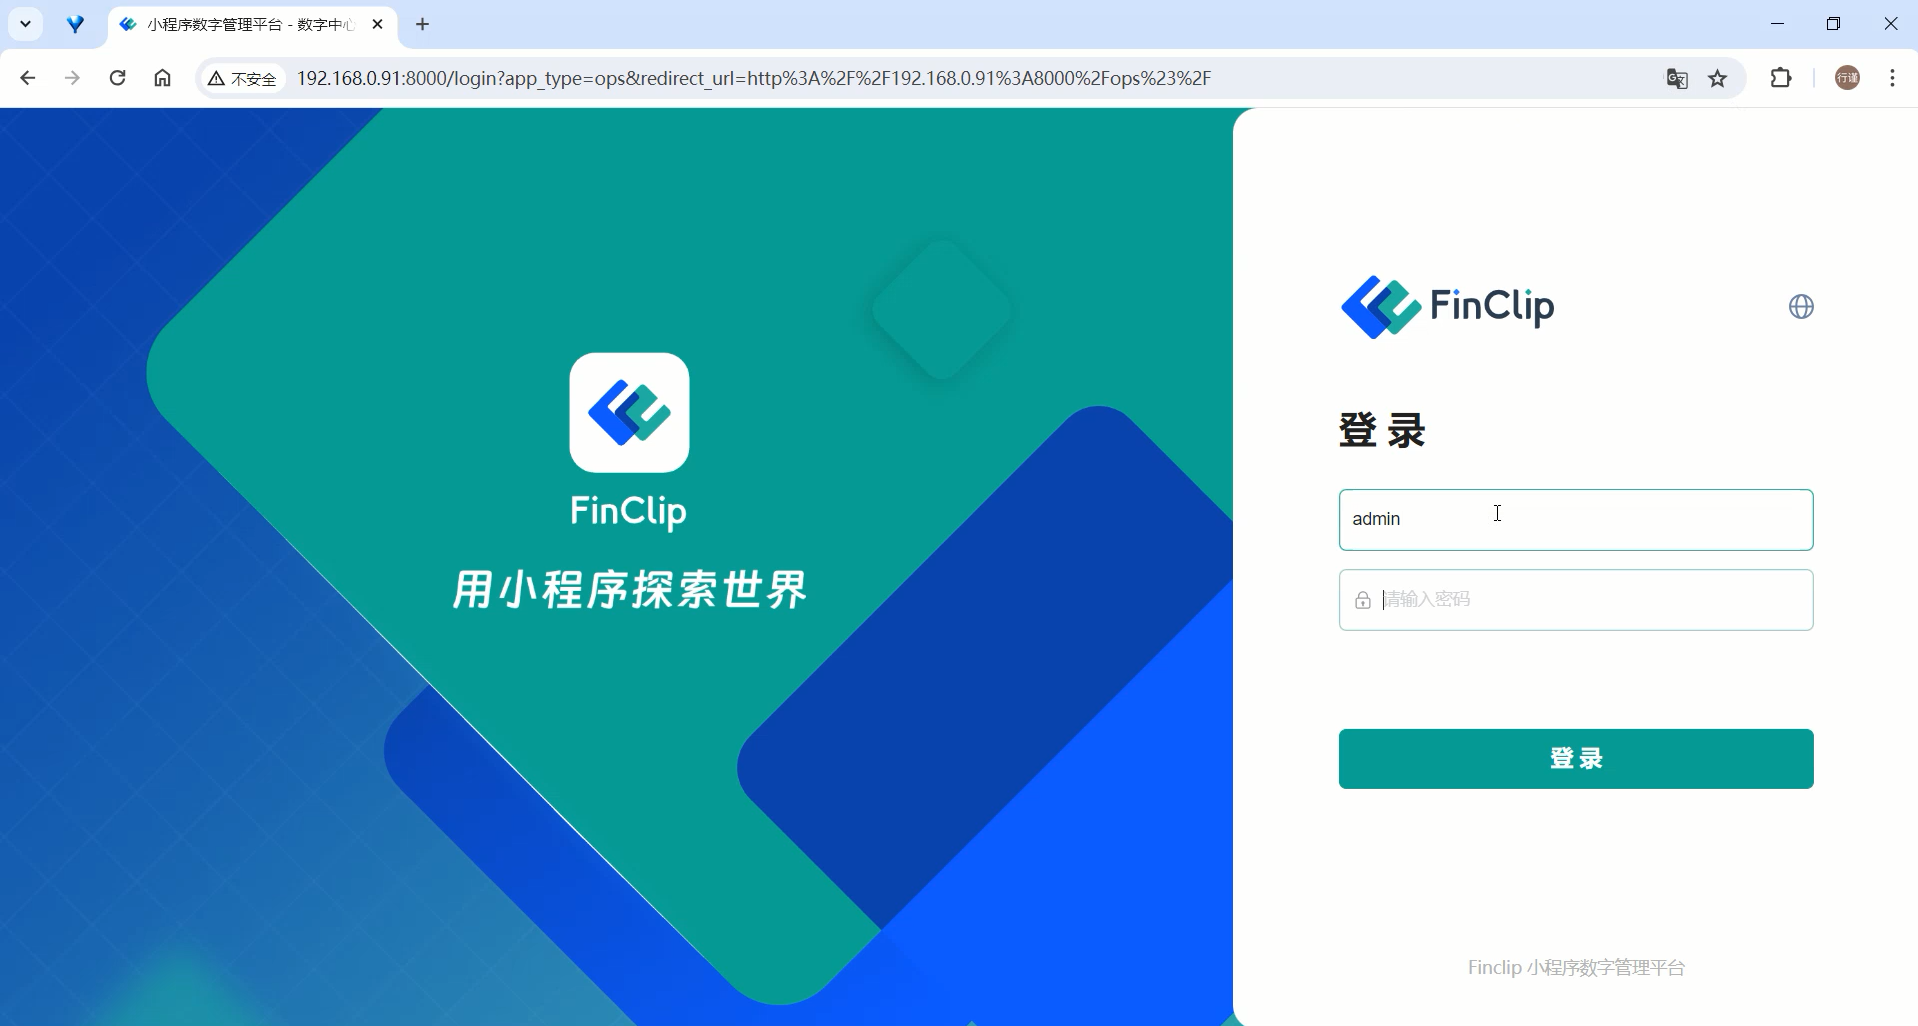 小程序数字管理平台 - 数字中心
不安全
192.168.0.91:8000/login?app_type=ops&redirect_url=http%3A%2F%2F192.168.0.91%3A8000%2Fops%23%2F
行谨
FinClip
用小程序探索世界
FinClip
登录
admin
请输入密码
登录
Finclip 小程序数字管理平台